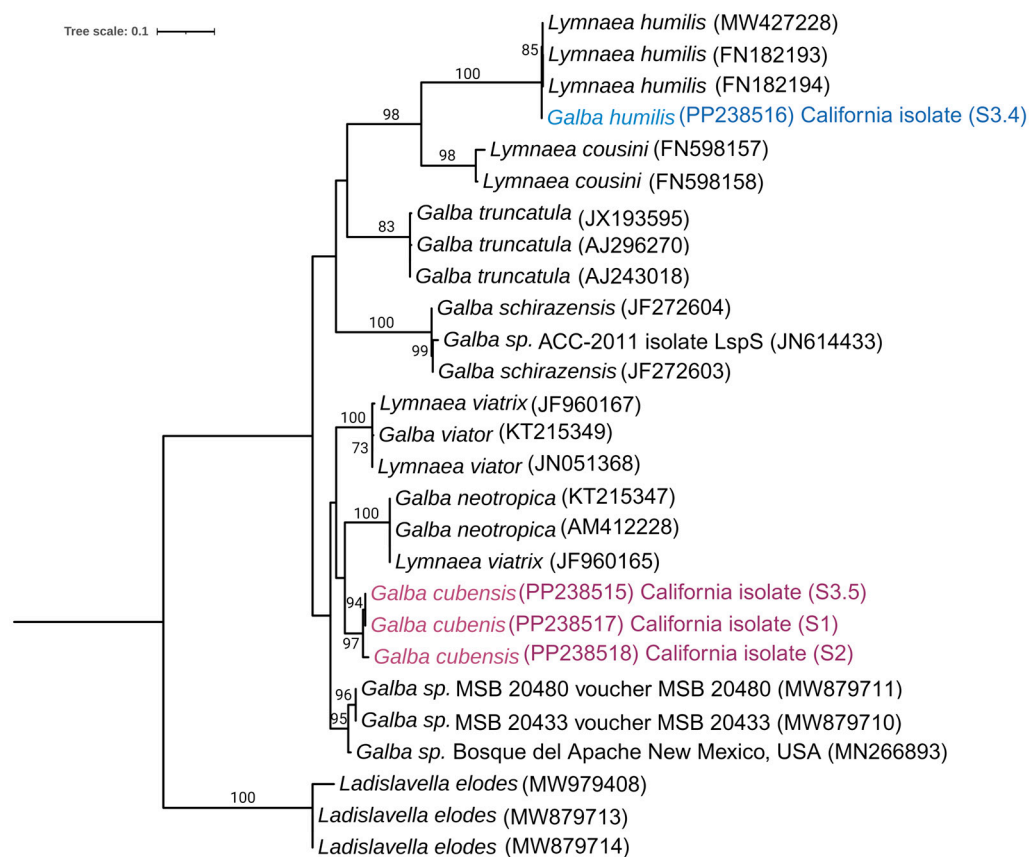 Tree scale: 0.1
Lymnaea humilis (MW427228)
85
Lymnaea humilis (FN182193)
100
Lymnaea humilis (FN182194)
98
Galba humilis (PP238516) California isolate (S3.4)
98
Lymnaea cousini (FN598157)
Lymnaea cousini (FN598158)
Galba truncatula (JX193595)
83
Galba truncatula (AJ296270)
Galba truncatula (AJ243018)
Galba schirazensis (JF272604)
100
Galba sp. ACC-2011 isolate LspS (JN614433)
99
Galba schirazensis (JF272603)
Lymnaea viatrix (JF960167)
100
Galba viator (KT215349)
73
Lymnaea viator (JN051368)
Galba neotropica (KT215347)
100
Galba neotropica (AM412228)
Lymnaea viatrix (JF960165)
Galba cubensis (PP238515) California isolate (S3.5)
94
Galba cubenis (PP238517) California isolate (S1)
97
Galba cubensis (PP238518) California isolate (S2)
Galba sp. MSB 20480 voucher MSB 20480 (MW879711)
96
95
Galba sp. MSB 20433 voucher MSB 20433 (MW879710)
Galba sp. Bosque del Apache New Mexico, USA (MN266893)
Ladislavella elodes (MW979408)
100
Ladislavella elodes (MW879713)
Ladislavella elodes (MW879714)